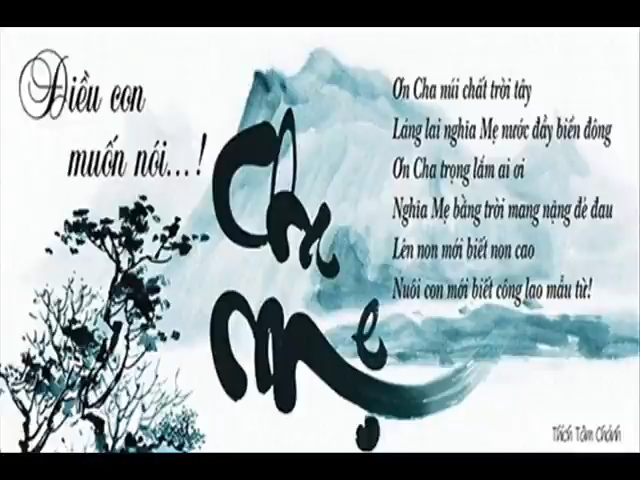 Điều con
muốn nói...!
Cha
Mẹ
Ơn Cha núi chất trời tây
Láng lai nghĩa Mẹ nước đầy biển đông
Ơn Cha trọng lắm ai ơi
Nghĩa Mẹ bằng trời mang nặng đẻ đau
Lên non mới biết non cao
Nuôi con mới biết công lao mẫu từ!
Thích Tâm Chánh